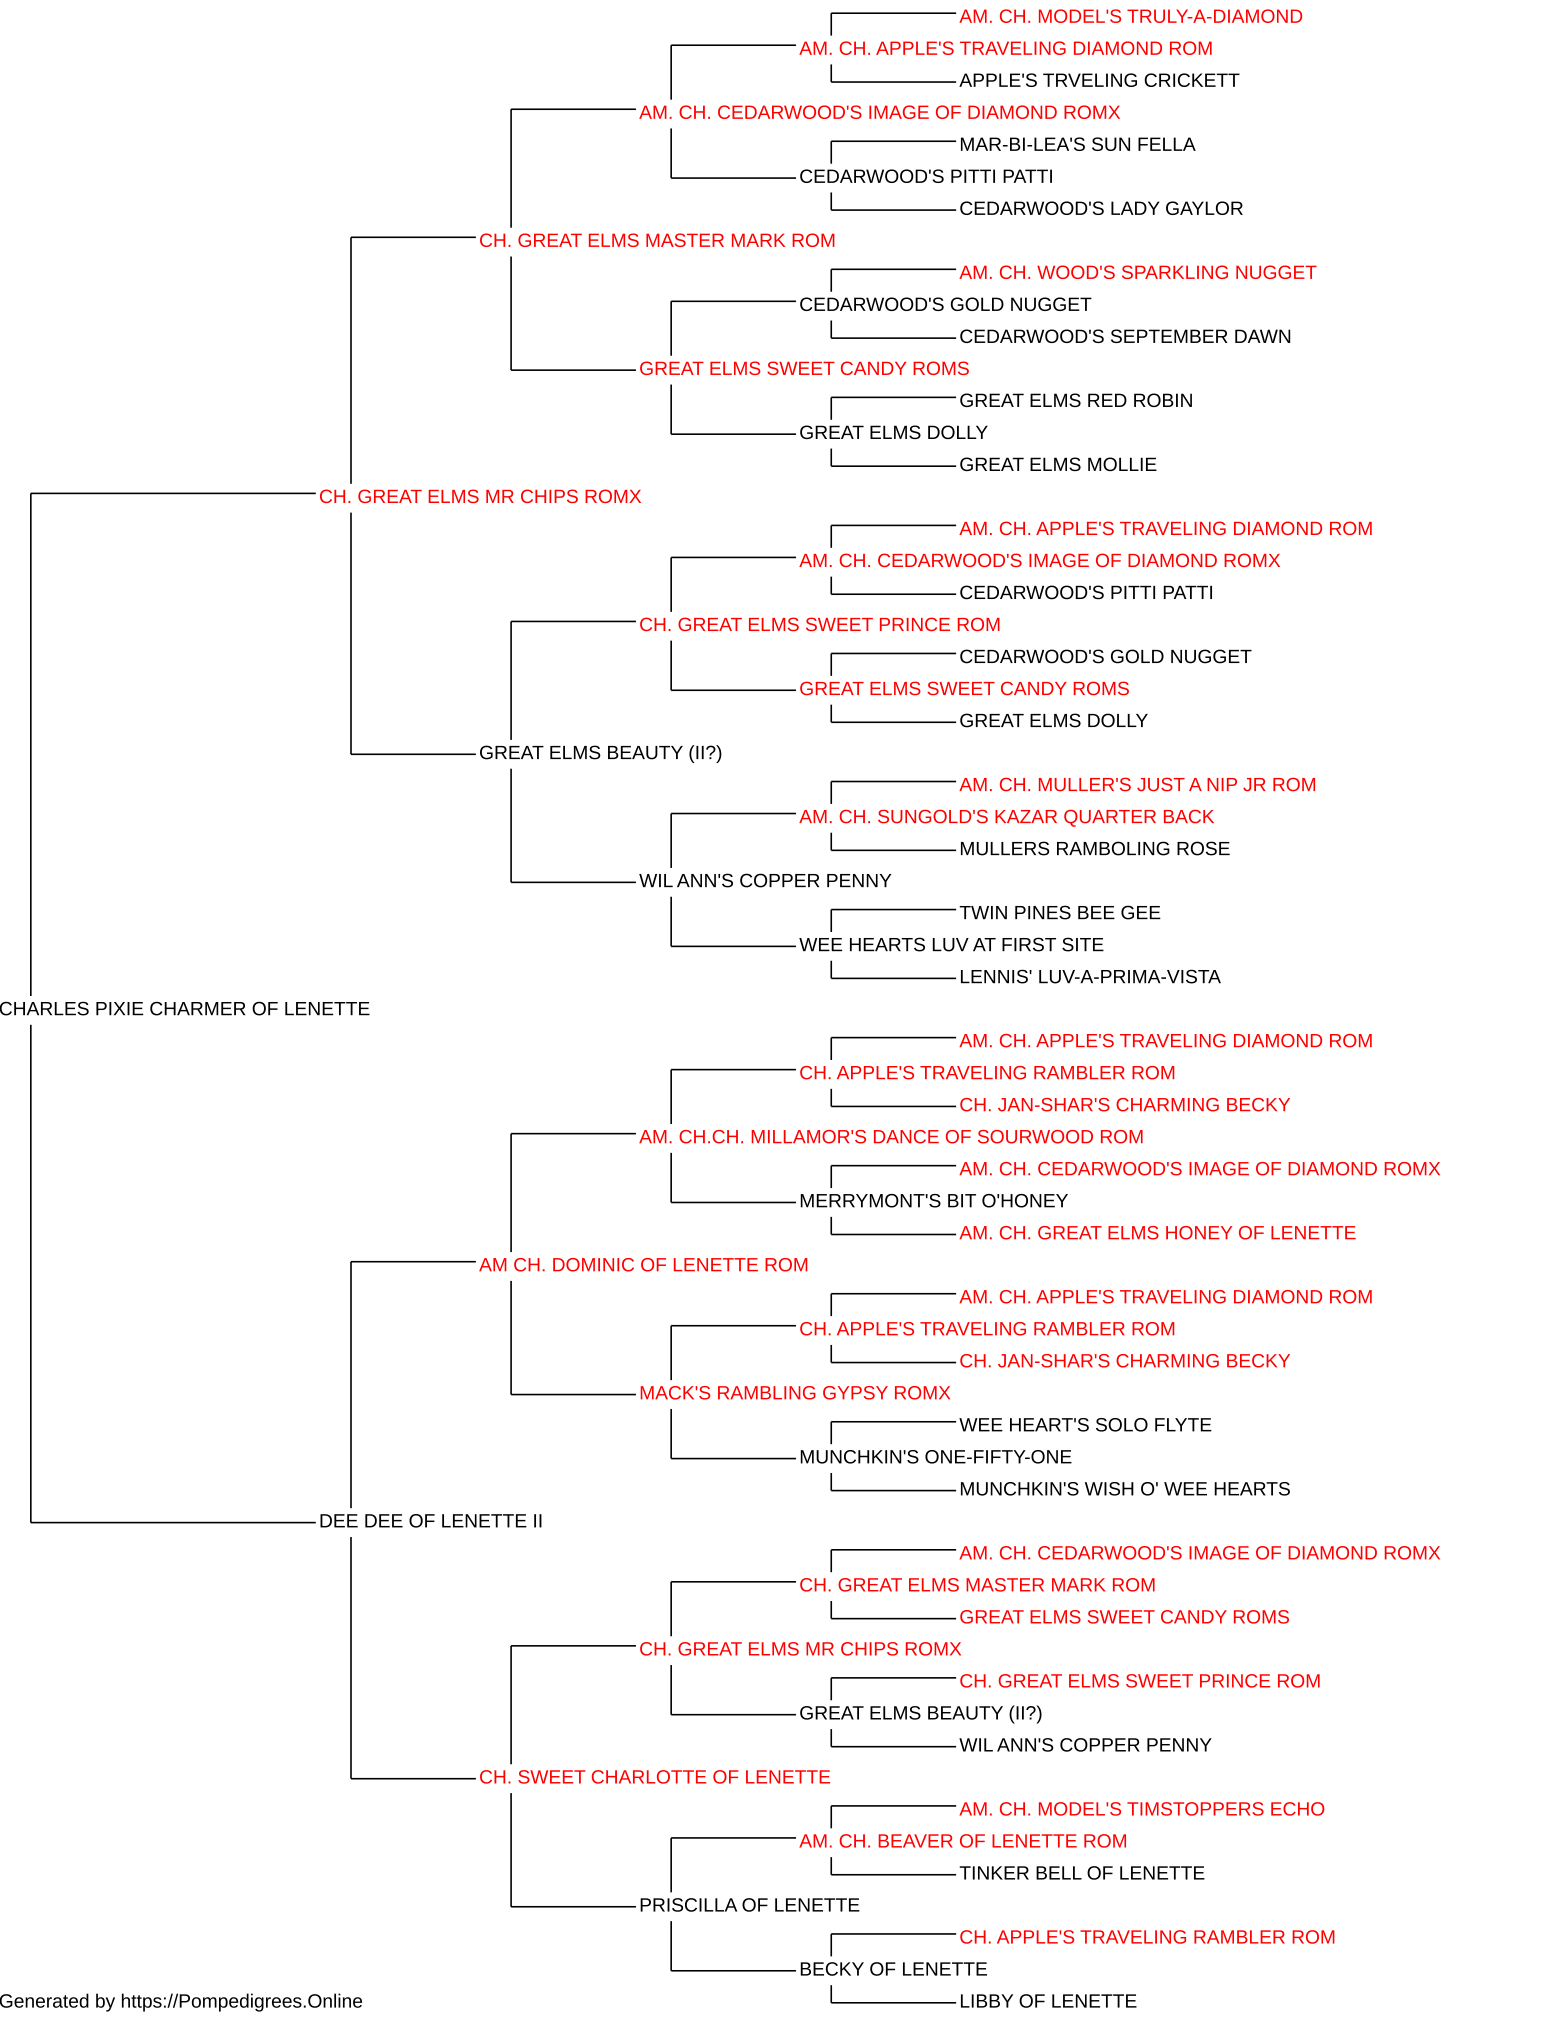 AM. CH. MODEL'S TRULY-A-DIAMOND
AM. CH. APPLE'S TRAVELING DIAMOND ROM
APPLE'S TRVELING CRICKETT
AM. CH. CEDARWOOD'S IMAGE OF DIAMOND ROMX
MAR-BI-LEA'S SUN FELLA
CEDARWOOD'S PITTI PATTI
CEDARWOOD'S LADY GAYLOR
CH. GREAT ELMS MASTER MARK ROM
AM. CH. WOOD'S SPARKLING NUGGET
CEDARWOOD'S GOLD NUGGET
CEDARWOOD'S SEPTEMBER DAWN
GREAT ELMS SWEET CANDY ROMS
GREAT ELMS RED ROBIN
GREAT ELMS DOLLY
GREAT ELMS MOLLIE
CH. GREAT ELMS MR CHIPS ROMX
AM. CH. APPLE'S TRAVELING DIAMOND ROM
AM. CH. CEDARWOOD'S IMAGE OF DIAMOND ROMX
CEDARWOOD'S PITTI PATTI
CH. GREAT ELMS SWEET PRINCE ROM
CEDARWOOD'S GOLD NUGGET
GREAT ELMS SWEET CANDY ROMS
GREAT ELMS DOLLY
GREAT ELMS BEAUTY (II?)
AM. CH. MULLER'S JUST A NIP JR ROM
AM. CH. SUNGOLD'S KAZAR QUARTER BACK
MULLERS RAMBOLING ROSE
WIL ANN'S COPPER PENNY
TWIN PINES BEE GEE
WEE HEARTS LUV AT FIRST SITE
LENNIS' LUV-A-PRIMA-VISTA
CHARLES PIXIE CHARMER OF LENETTE
AM. CH. APPLE'S TRAVELING DIAMOND ROM
CH. APPLE'S TRAVELING RAMBLER ROM
CH. JAN-SHAR'S CHARMING BECKY
AM. CH.CH. MILLAMOR'S DANCE OF SOURWOOD ROM
AM. CH. CEDARWOOD'S IMAGE OF DIAMOND ROMX
MERRYMONT'S BIT O'HONEY
AM. CH. GREAT ELMS HONEY OF LENETTE
AM CH. DOMINIC OF LENETTE ROM
AM. CH. APPLE'S TRAVELING DIAMOND ROM
CH. APPLE'S TRAVELING RAMBLER ROM
CH. JAN-SHAR'S CHARMING BECKY
MACK'S RAMBLING GYPSY ROMX
WEE HEART'S SOLO FLYTE
MUNCHKIN'S ONE-FIFTY-ONE
MUNCHKIN'S WISH O' WEE HEARTS
DEE DEE OF LENETTE II
AM. CH. CEDARWOOD'S IMAGE OF DIAMOND ROMX
CH. GREAT ELMS MASTER MARK ROM
GREAT ELMS SWEET CANDY ROMS
CH. GREAT ELMS MR CHIPS ROMX
CH. GREAT ELMS SWEET PRINCE ROM
GREAT ELMS BEAUTY (II?)
WIL ANN'S COPPER PENNY
CH. SWEET CHARLOTTE OF LENETTE
AM. CH. MODEL'S TIMSTOPPERS ECHO
AM. CH. BEAVER OF LENETTE ROM
TINKER BELL OF LENETTE
PRISCILLA OF LENETTE
CH. APPLE'S TRAVELING RAMBLER ROM
BECKY OF LENETTE
LIBBY OF LENETTE
Generated by https://Pompedigrees.Online